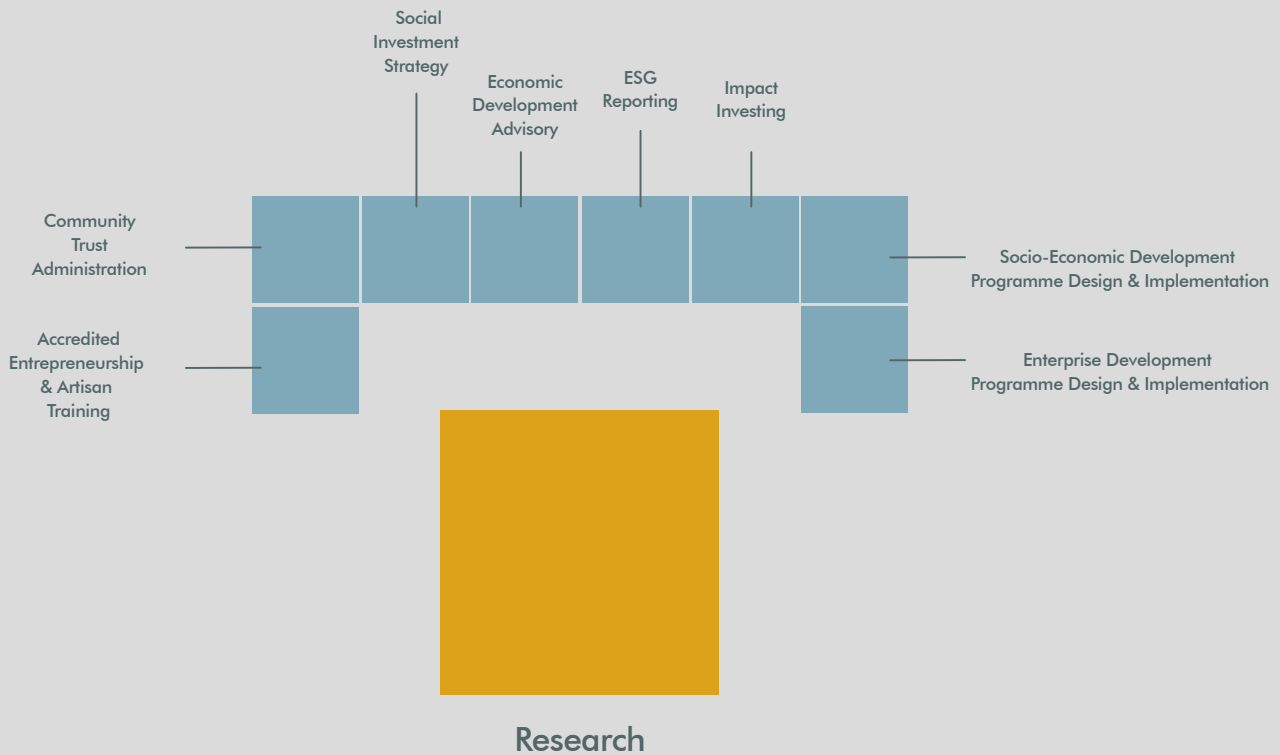 Social
Investment
Strategy
Economic
Development
Advisory
ESG
Reporting
Impact
Investing
Community
Trust
Administration
Socio-Economic Development
Programme Design & Implementation
Accredited
Entrepreneurship
& Artisan
Training
Enterprise Development
Programme Design & Implementation
Research